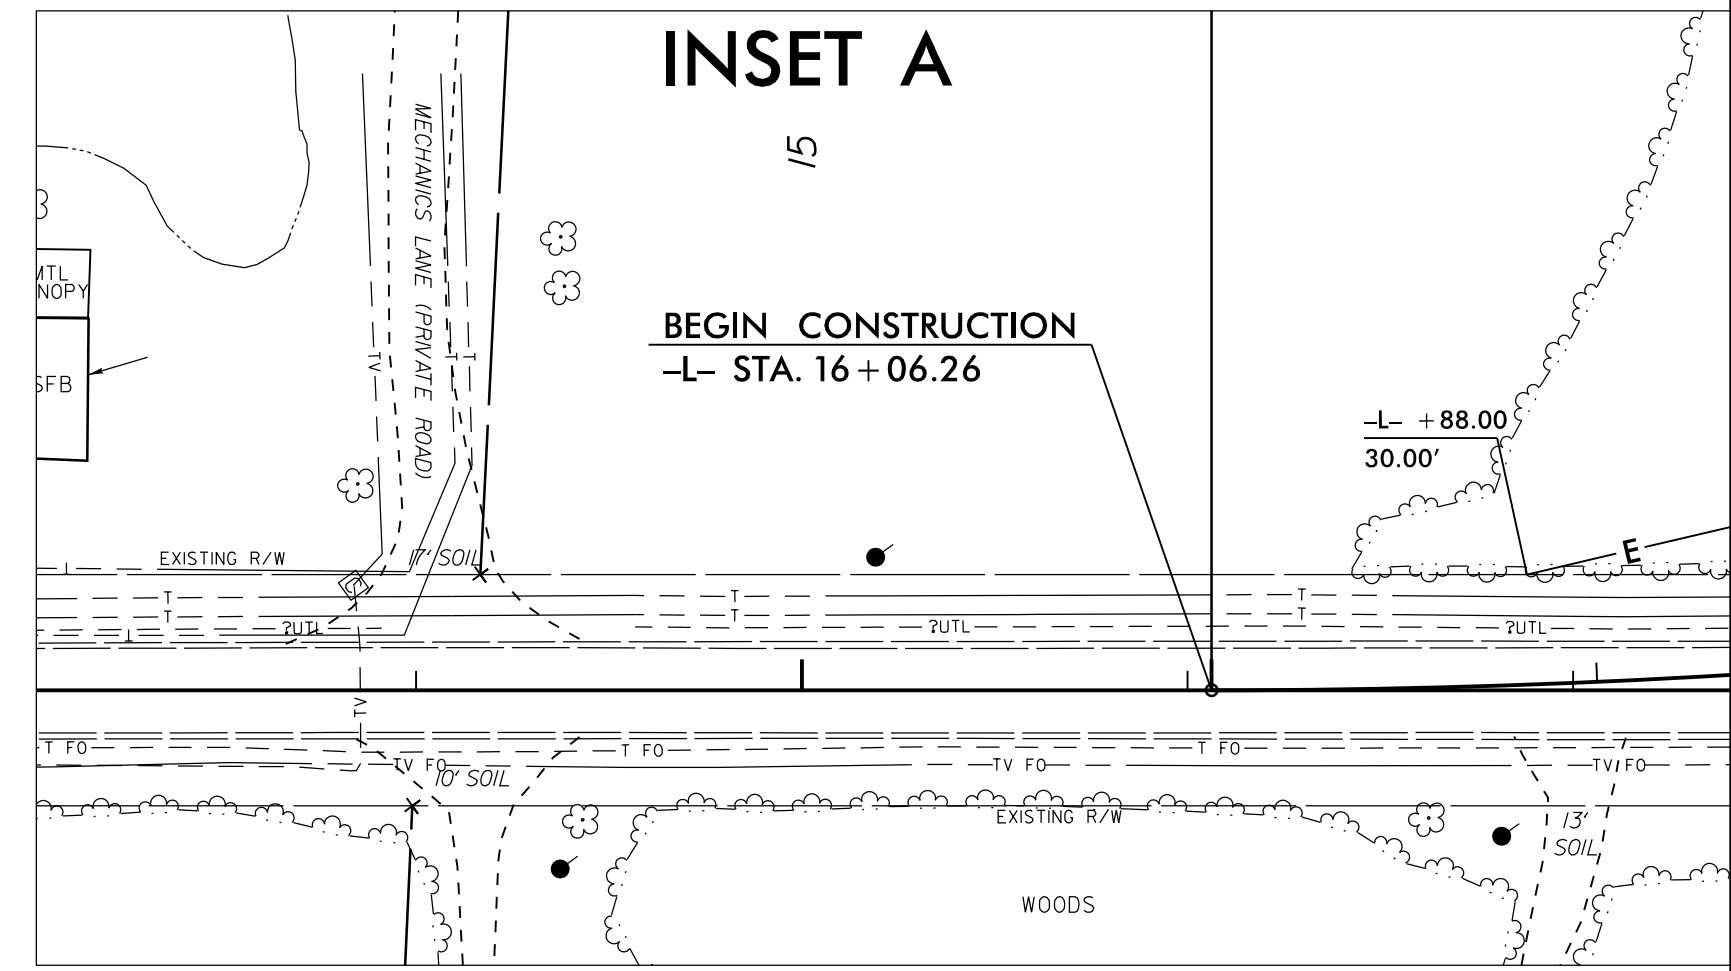 INSET A
15
MECHANICS LANE (PRIVATE ROAD)
MTL
NOPY
SFB
BEGIN CONSTRUCTION
-L- STA. 16+06.26
-L- +88.00
30.00'
TV
T
T
EXISTING R/W
17' SOIL
E
C
T
T
T
T
T
T
?UTL
?UTL
?UTL
TV
T FO
T FO
T FO
TV FO
TV FO
TV FO
10' SOIL
EXISTING R/W
13'
SOIL
WOODS